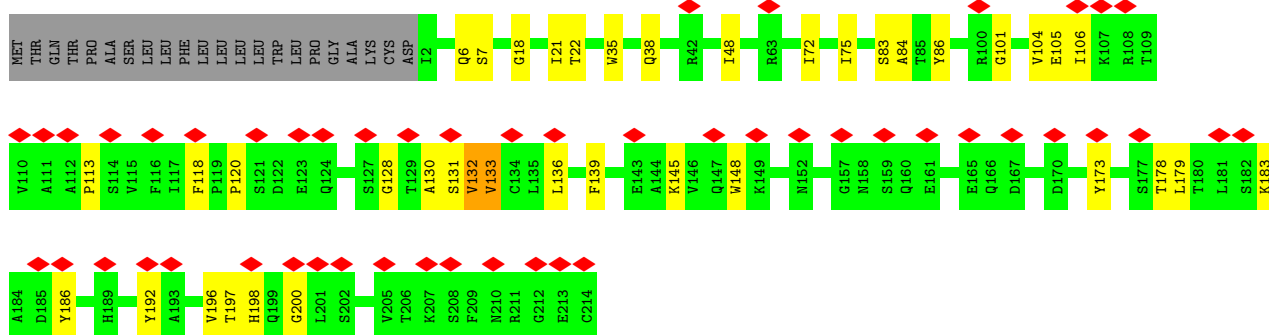 MET THR GLN THR PRO ALA SER LEU LEU PHE LEU LEU LEU LEU TRP LEU PRO GLY ALA LYS CYS ASP I2 Q6 S7 G18 I21 T22 W35 Q38 R42 I48 R63 I72 I75 S83 A84 T85 Y86 R100 G101 V104 E105 I106 K107 R108 T109
V110 A111 A112 P113 S114 V115 F116 I117 F118 P119 P120 S121 D122 E123 Q124 S127 G128 T129 A130 S131 V132 V133 C134 L135 L136 F139 E143 A144 K145 V146 Q147 W148 K149 N152 G157 N158 S159 Q160 E161 E165 Q166 D167 D170 Y173 S177 T178 L179 T180 L181 S182 K183
A184 D185 Y186 H189 Y192 A193 V196 T197 H198 Q199 G200 L201 S202 V205 T206 K207 S208 F209 N210 R211 G212 E213 C214